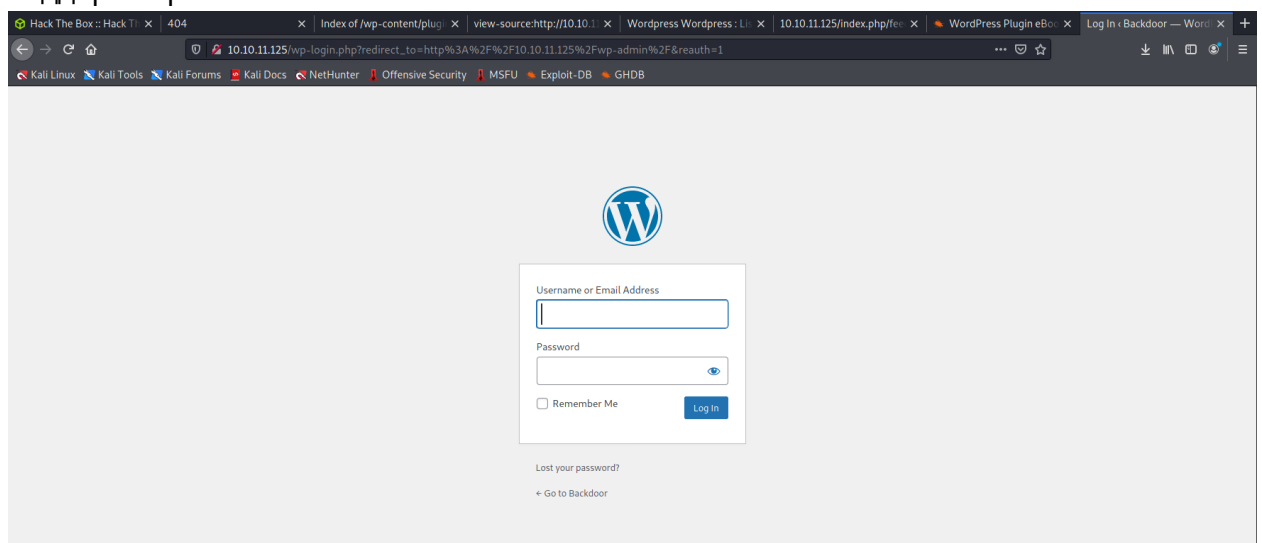 Hack The Box :: Hack Th
404
Index of /wp-content/plugi
view-source:http://10.10.1
Wordpress Wordpress : Lis
10.10.11.125/index.php/fee
WordPress Plugin eBoo
Log In ‹ Backdoor — Word
10.10.11.125/wp-login.php?redirect_to=http%3A%2F%2F10.10.11.125%2Fwp-admin%2F&reauth=1
Kali Linux Kali Tools Kali Forums Kali Docs NetHunter Offensive Security MSFU Exploit-DB GHDB
Username or Email Address
Password
Remember Me
Log In
Lost your password?
← Go to Backdoor